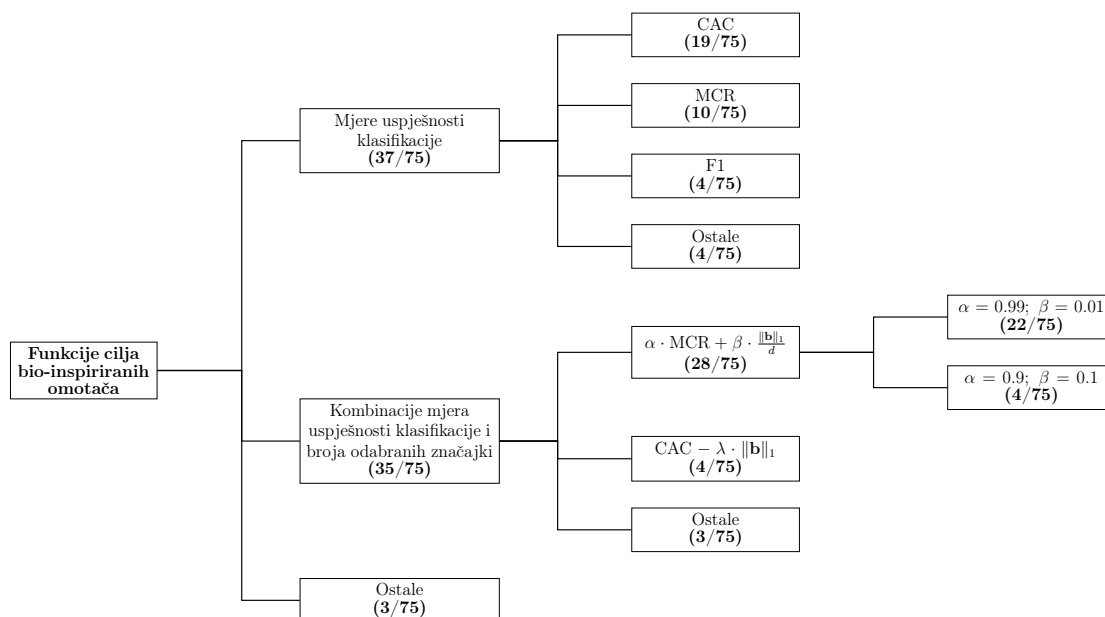 Funkcije cilja
bio-inspiriranih
omotača
Mjere uspješnosti
klasifikacije
(37/75)
CAC
(19/75)
MCR
(10/75)
F1
(4/75)
Ostale
(4/75)
Kombinacije mjera
uspješnosti klasifikacije i
broja odabranih značajki
(35/75)
α · MCR + β · ‖b‖₁/d
(28/75)
α = 0.99; β = 0.01
(22/75)
α = 0.9; β = 0.1
(4/75)
CAC − λ · ‖b‖₁
(4/75)
Ostale
(3/75)
Ostale
(3/75)